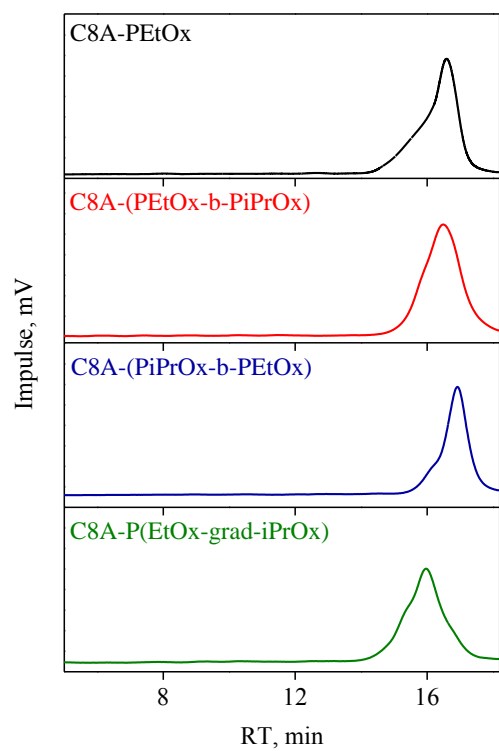 C8A-PEtOx
C8A-(PEtOx-b-PiPrOx)
C8A-(PiPrOx-b-PEtOx)
C8A-P(EtOx-grad-iPrOx)
Impulse, mV
8 12 16
RT, min